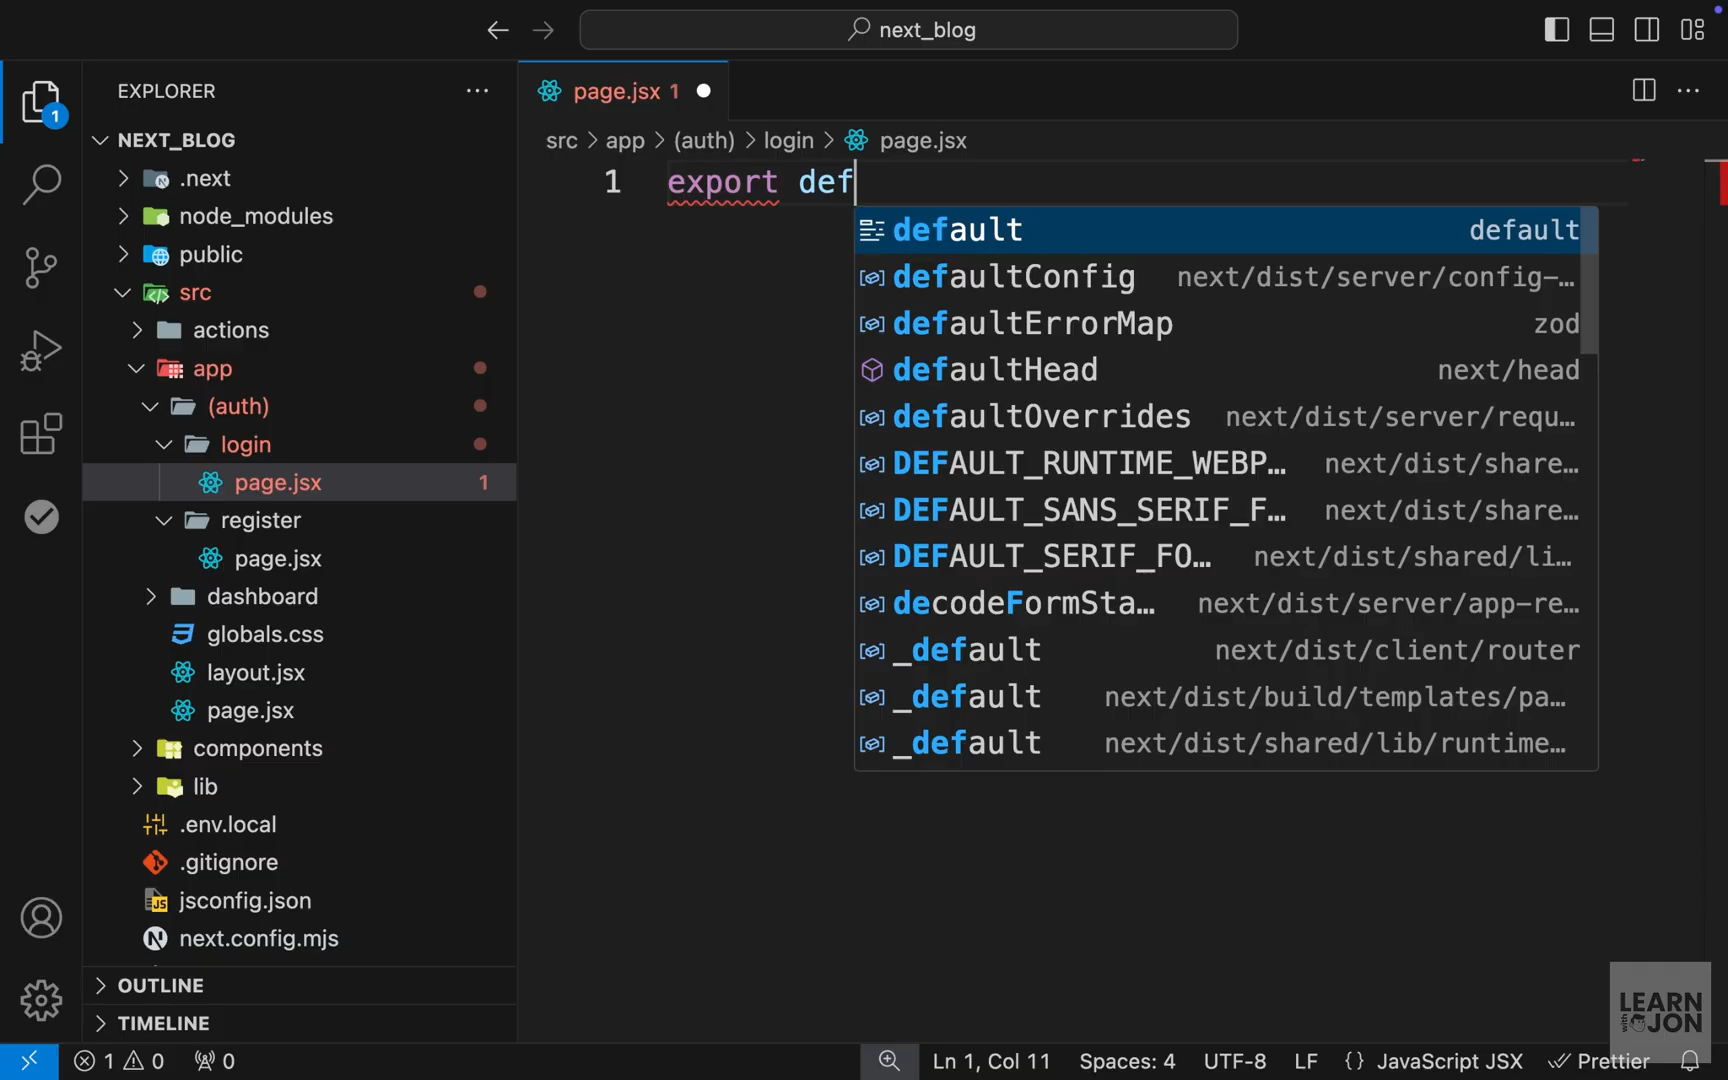 next_blog
EXPLORER
NEXT_BLOG
.next
node_modules
public
src
actions
app
(auth)
login
page.jsx 1
register
page.jsx
dashboard
globals.css
layout.jsx
page.jsx
components
lib
.env.local
.gitignore
jsconfig.json
next.config.mjs
OUTLINE
TIMELINE
1
page.jsx 1
src > app > (auth) > login > page.jsx
1 export def
default default
defaultConfig next/dist/server/config-…
defaultErrorMap zod
defaultHead next/head
defaultOverrides next/dist/server/requ…
DEFAULT_RUNTIME_WEBP… next/dist/share…
DEFAULT_SANS_SERIF_F… next/dist/share…
DEFAULT_SERIF_FO… next/dist/shared/li…
decodeFormSta… next/dist/server/app-re…
_default next/dist/client/router
_default next/dist/build/templates/pa…
_default next/dist/shared/lib/runtime…
LEARN
with JON
1 0 0 Ln 1, Col 11 Spaces: 4 UTF-8 LF {} JavaScript JSX Prettier